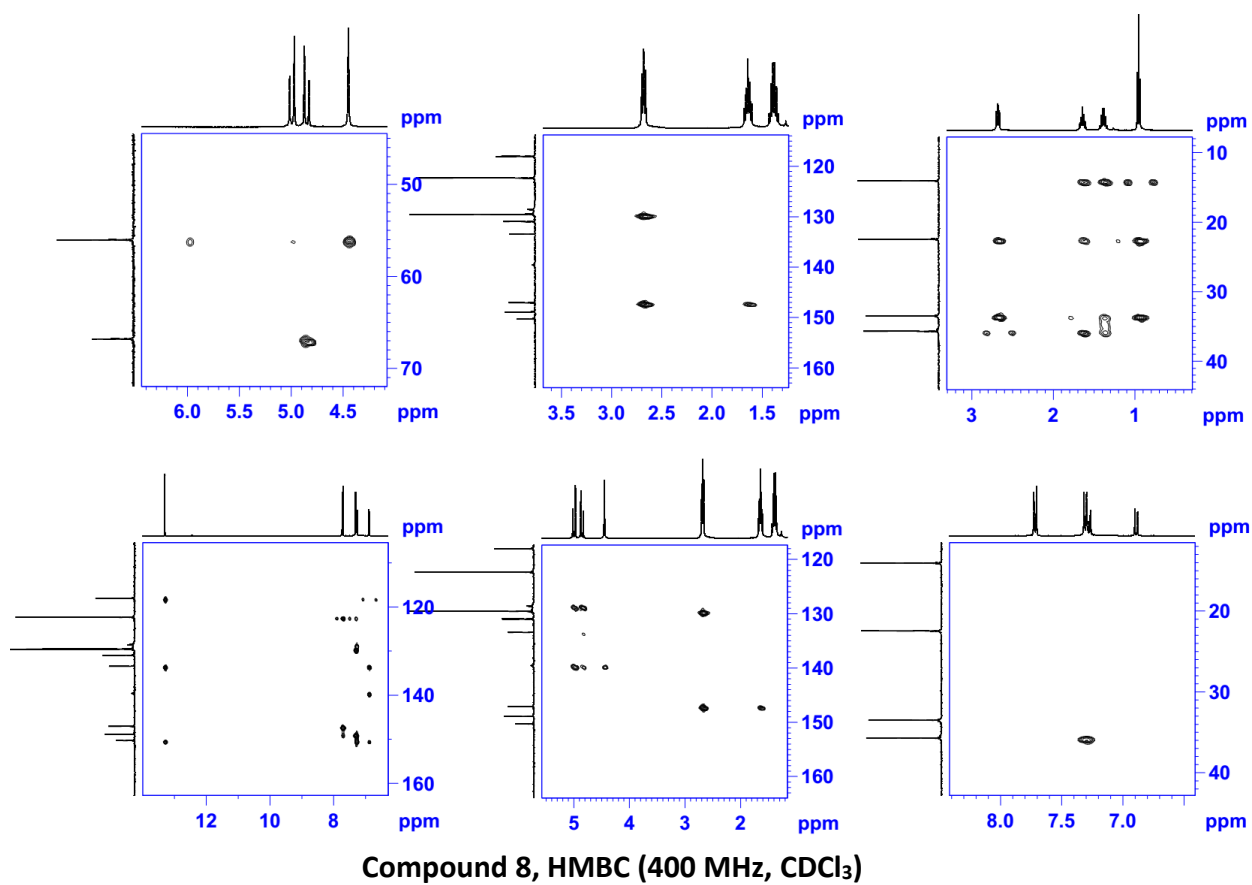 ppm
50
60
70
6.0 5.5 5.0 4.5 ppm
ppm
120
130
140
150
160
3.5 3.0 2.5 2.0 1.5 ppm
ppm
10
20
30
40
3 2 1 ppm
ppm
120
140
160
12 10 8 ppm
ppm
120
130
140
150
160
5 4 3 2 ppm
ppm
20
30
40
8.0 7.5 7.0 ppm
Compound 8, HMBC (400 MHz, CDCl₃)